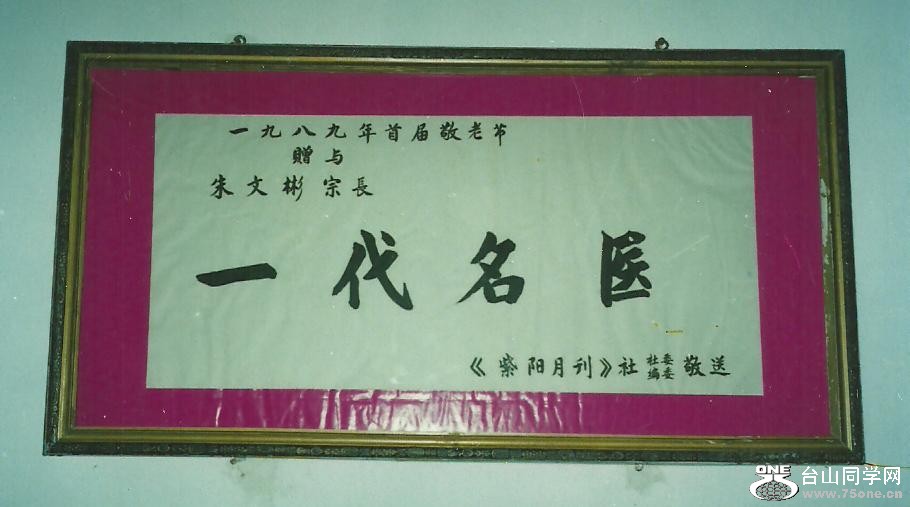 一九八九年首届敬老节
赠与
朱文彬宗長
一代名医
《紫阳月刊》社社委编委敬送
ONE
台山同学网
www.75one.cn